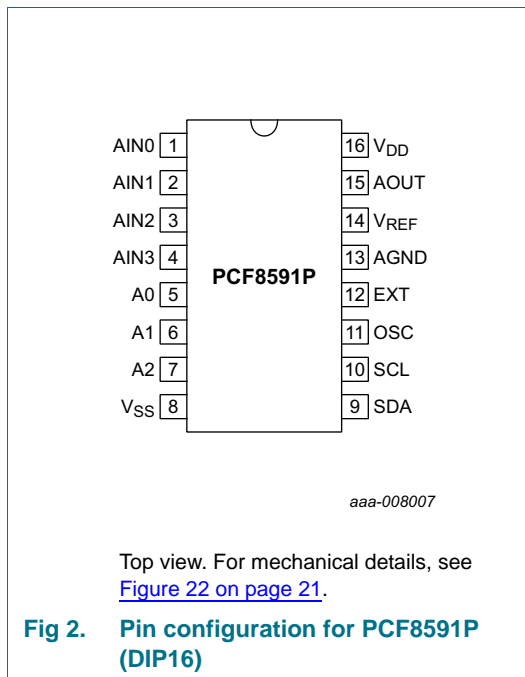 AIN0 1 16 VDD
AIN1 2 15 AOUT
AIN2 3 14 VREF
AIN3 4 13 AGND
PCF8591P
A0 5 12 EXT
A1 6 11 OSC
A2 7 10 SCL
VSS 8 9 SDA
aaa-008007
Top view. For mechanical details, see
Figure 22 on page 21.
Fig 2. Pin configuration for PCF8591P
(DIP16)